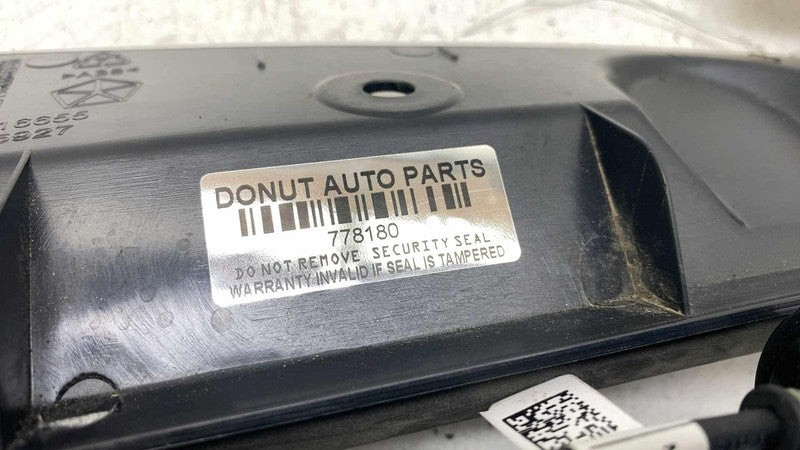 DONUT AUTO PARTS
778180
DO NOT REMOVE SECURITY SEAL
WARRANTY INVALID IF SEAL IS TAMPERED